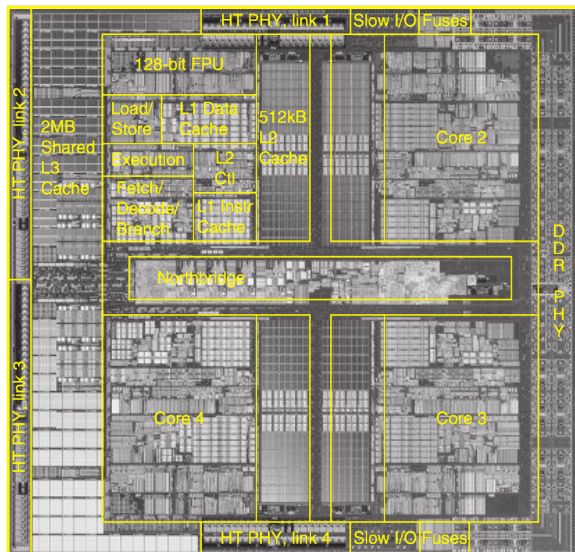 HT PHY, link 1
Slow I/O
Fuses
HT PHY, link 2
128-bit FPU
Load/
Store
L1 Data
Cache
512kB
L2
Cache
Core 2
2MB
Shared
L3
Cache
Execution
L2
Ctl
Fetch/
Decode/
Branch
L1 Instr
Cache
Northbridge
DDR PHY
HT PHY, link 3
Core 4
Core 3
HT PHY, link 4
Slow I/O
Fuses